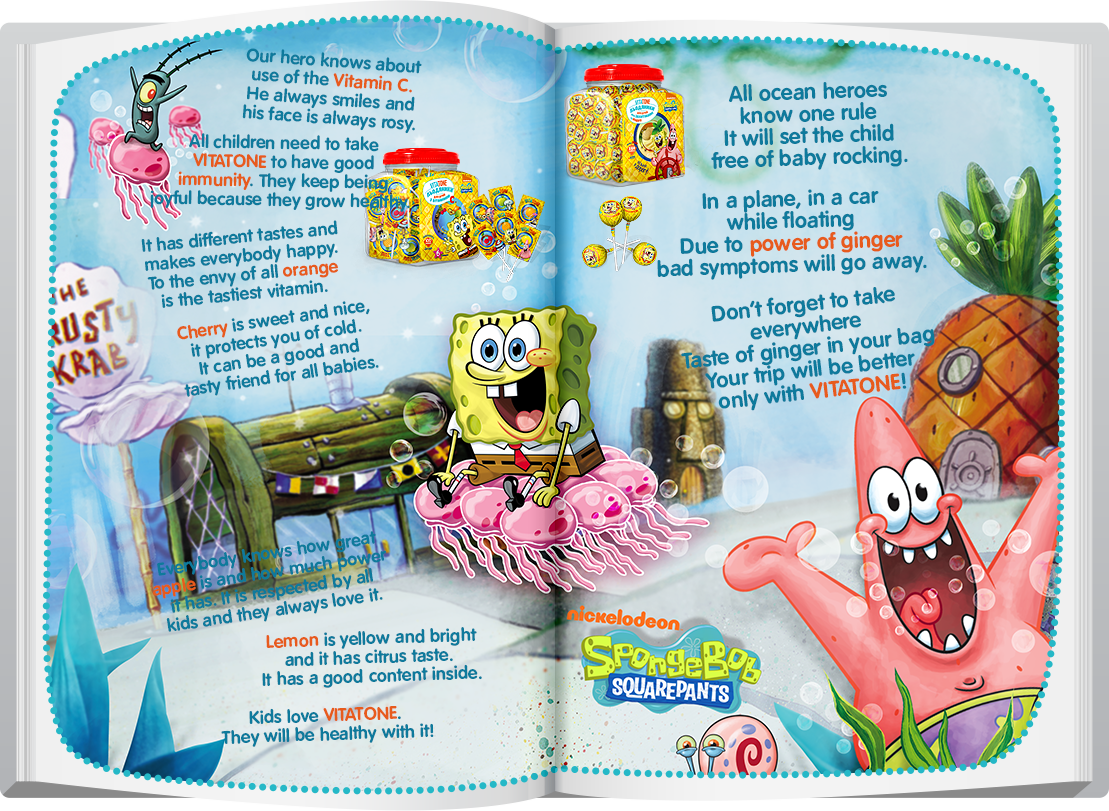 Our hero knows about
use of the Vitamin C.
He always smiles and
his face is always rosy.
All children need to take
VITATONE to have good
immunity. They keep being
joyful because they grow healthy.
It has different tastes and
makes everybody happy.
To the envy of all orange
is the tastiest vitamin.
Cherry is sweet and nice,
it protects you of cold.
It can be a good and
tasty friend for all babies.
THE
RUSTY
KRAB
Everybody knows how great
apple is and how much power
it has. It is respected by all
kids and they always love it.
Lemon is yellow and bright
and it has citrus taste.
It has a good content inside.
Kids love VITATONE.
They will be healthy with it!
All ocean heroes
know one rule
It will set the child
free of baby rocking.
In a plane, in a car
while floating
Due to power of ginger
bad symptoms will go away.
Don't forget to take
everywhere
Taste of ginger in your bag
Your trip will be better
only with VITATONE!
nickelodeon
SPONGEBOB
SQUAREPANTS